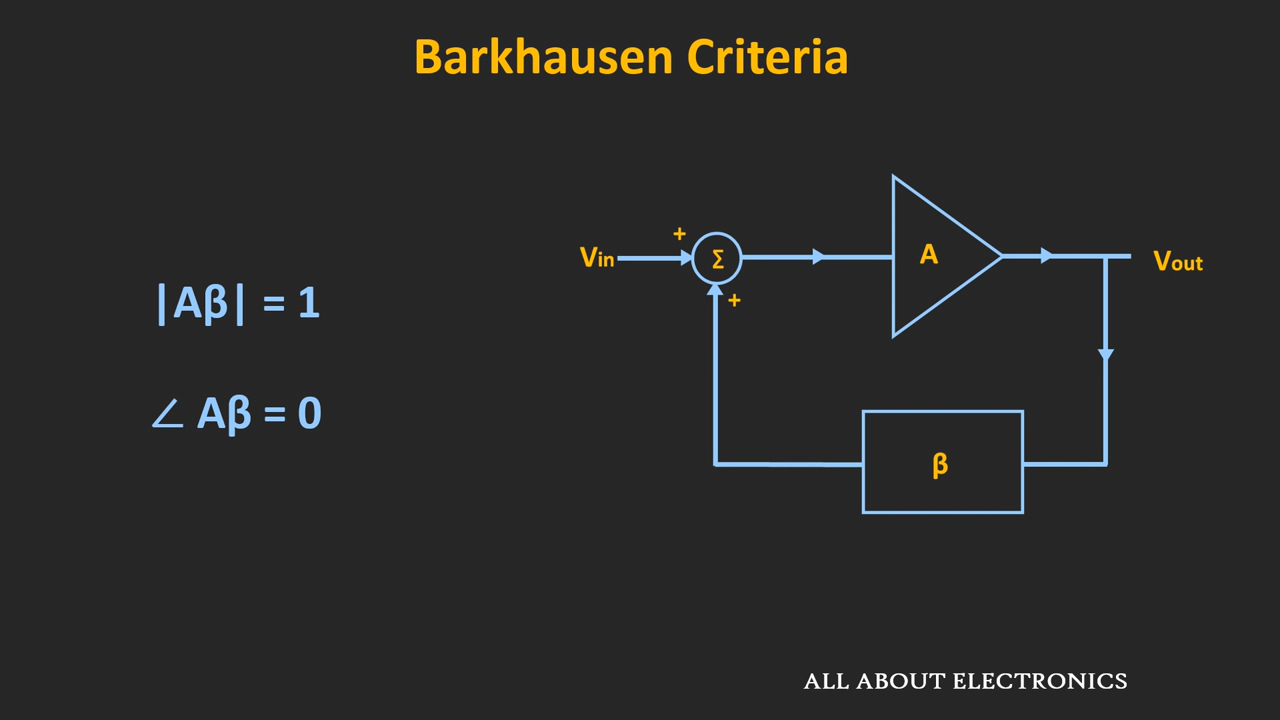 Barkhausen Criteria
+
Vin
Σ
A
Vout
+
|Aβ| = 1
∠ Aβ = 0
β
ALL ABOUT ELECTRONICS